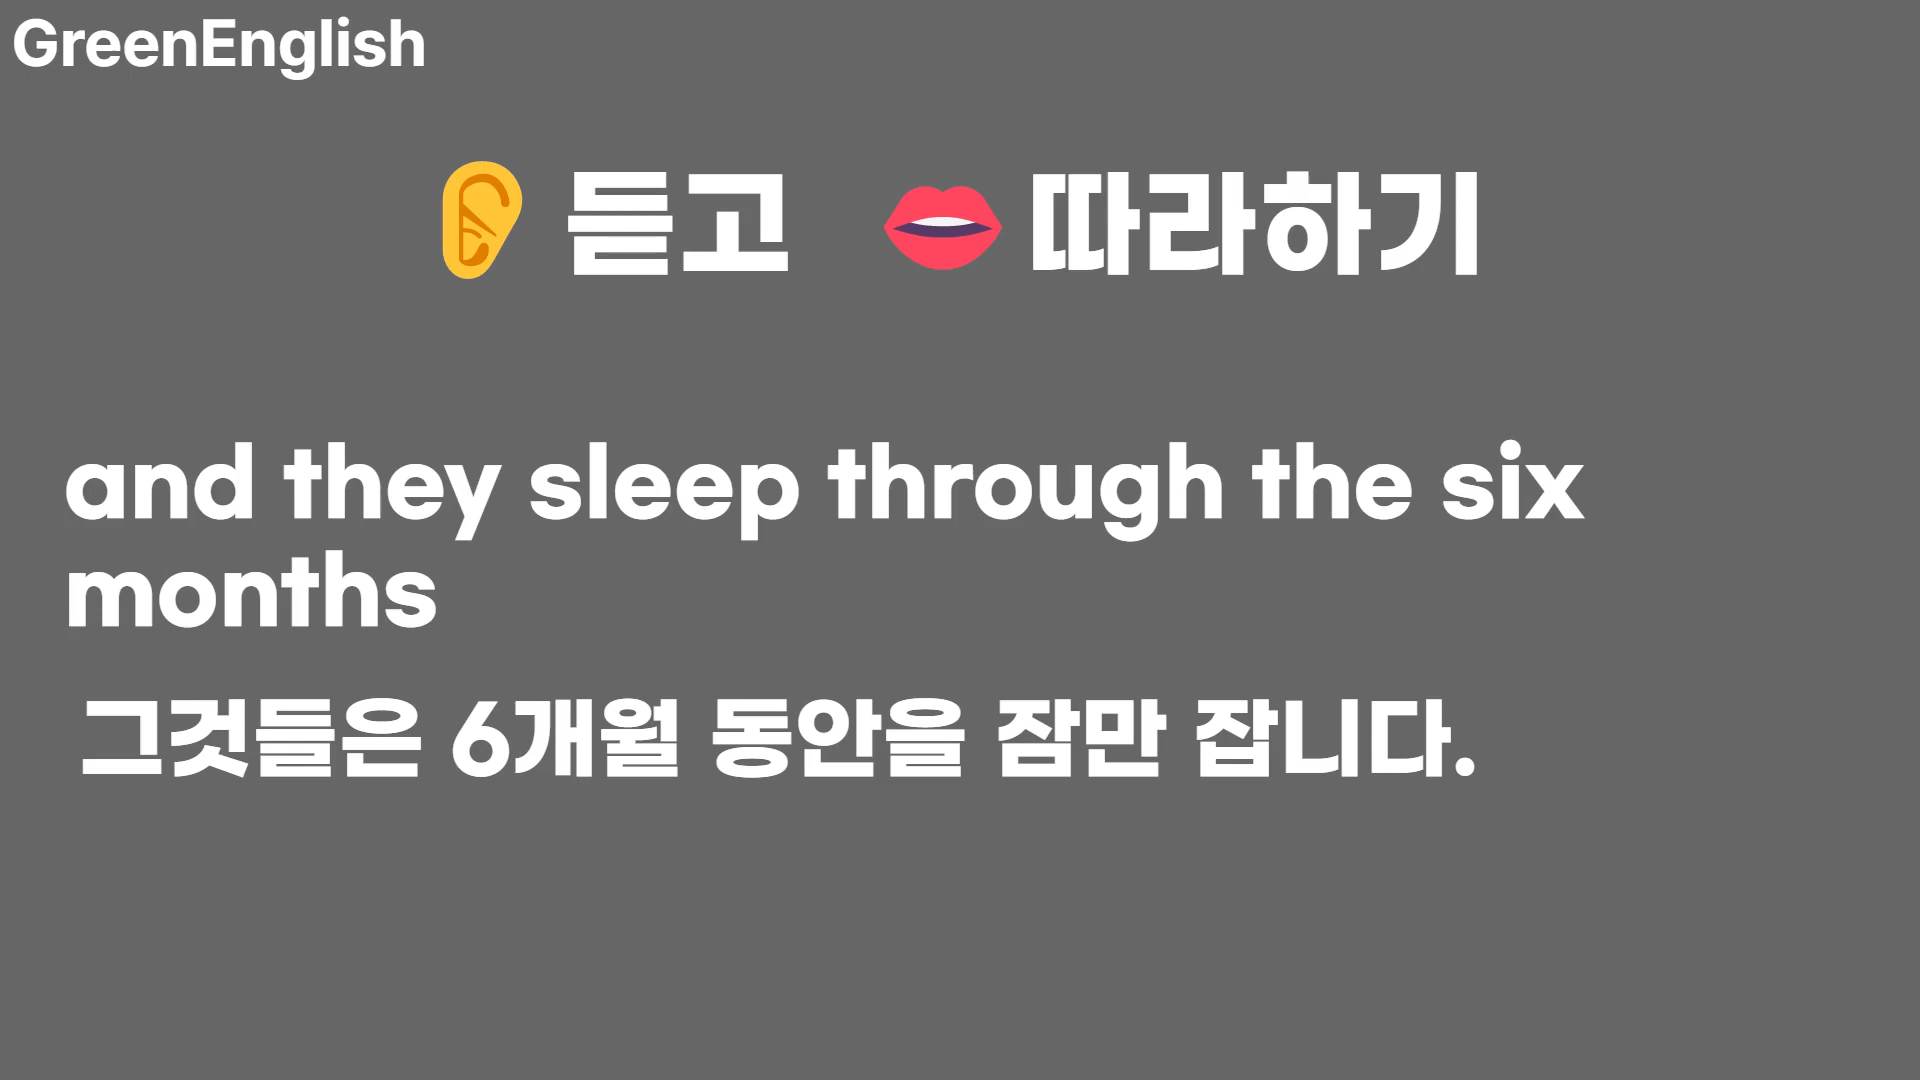 GreenEnglish
듣고 따라하기
and they sleep through the six
months
그것들은 6개월 동안을 잠만 잡니다.